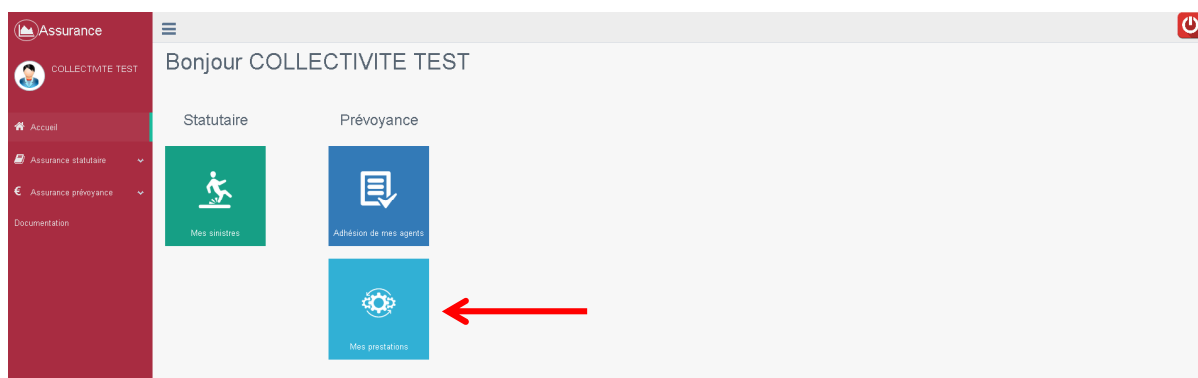 Assurance
COLLECTIVITE TEST
Accueil
Assurance statutaire
€ Assurance prévoyance
Documentation
Bonjour COLLECTIVITE TEST
Statutaire
Prévoyance
Mes sinistres
Adhésion de mes agents
Mes prestations